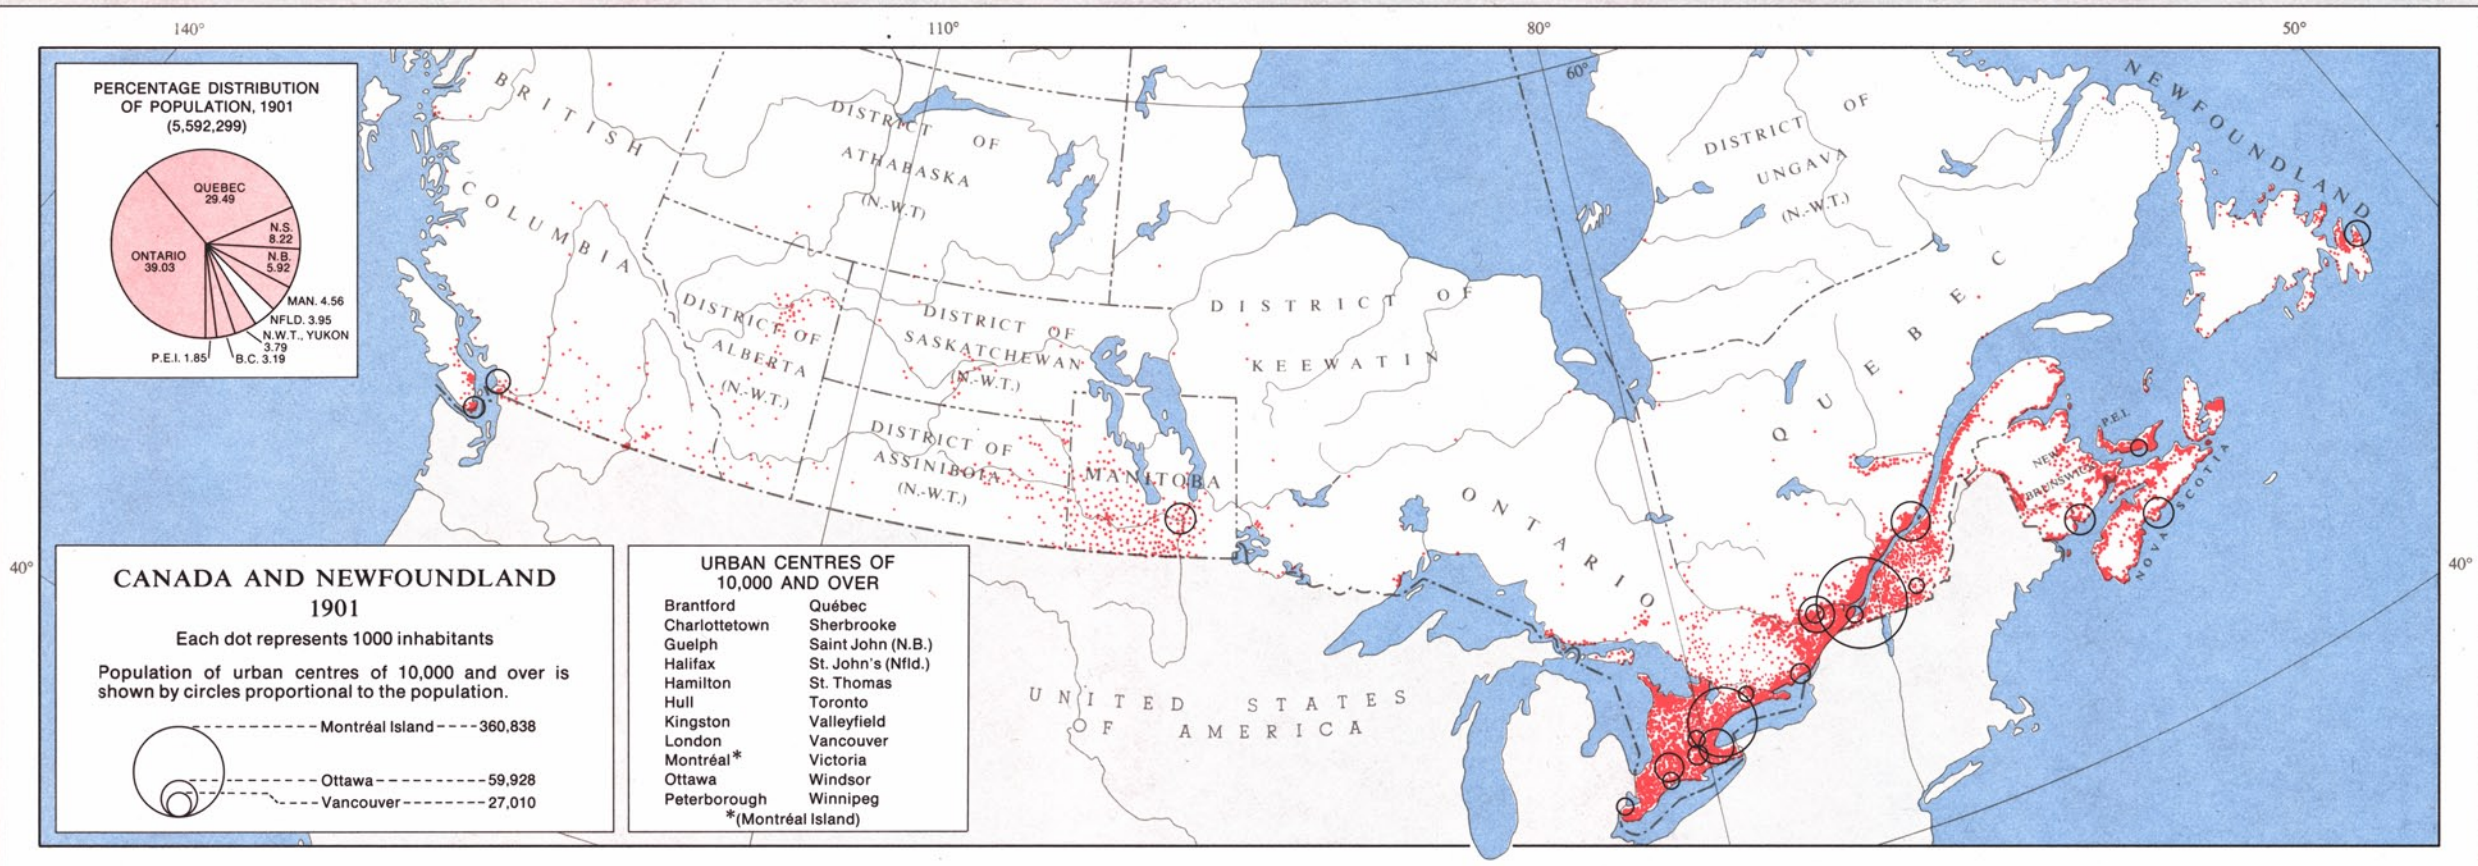 140°
110°
80°
50°
PERCENTAGE DISTRIBUTION
OF POPULATION, 1901
(5,592,299)
QUEBEC
29.49
N.S.
8.22
ONTARIO
39.03
N.B.
5.92
MAN. 4.56
NFLD. 3.95
N.W.T., YUKON
3.79
P.E.I. 1.85
B.C. 3.19
BRITISH
COLUMBIA
DISTRICT OF
ATHABASKA
(N.-W.T)
60°
DISTRICT OF
UNGAVA
(N.-W.T.)
NEWFOUNDLAND
DISTRICT OF
ALBERTA
(N.-W.T.)
DISTRICT OF
SASKATCHEWAN
(N.-W.T.)
DISTRICT OF
KEEWATIN
QUEBEC
DISTRICT OF
ASSINIBOIA
(N.-W.T.)
MANITOBA
ONTARIO
P.E.I.
NEW
BRUNSWICK
NOVA SCOTIA
40°
40°
UNITED STATES
OF AMERICA
CANADA AND NEWFOUNDLAND
1901
Each dot represents 1000 inhabitants
Population of urban centres of 10,000 and over is
shown by circles proportional to the population.
Montréal Island 360,838
Ottawa 59,928
Vancouver 27,010
URBAN CENTRES OF
10,000 AND OVER
Brantford Québec
Charlottetown Sherbrooke
Guelph Saint John (N.B.)
Halifax St. John's (Nfld.)
Hamilton St. Thomas
Hull Toronto
Kingston Valleyfield
London Vancouver
Montréal* Victoria
Ottawa Windsor
Peterborough Winnipeg
*(Montréal Island)